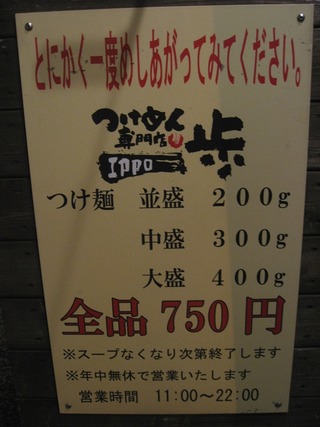 とにかく一度めしあがってみてください。
つけめん
専門店
歩
Ippo
つけ麺 並盛 200g
中盛 300g
大盛 400g
全品 750 円
※スープなくなり次第終了します
※年中無休で営業いたします
営業時間 11:00~22:00